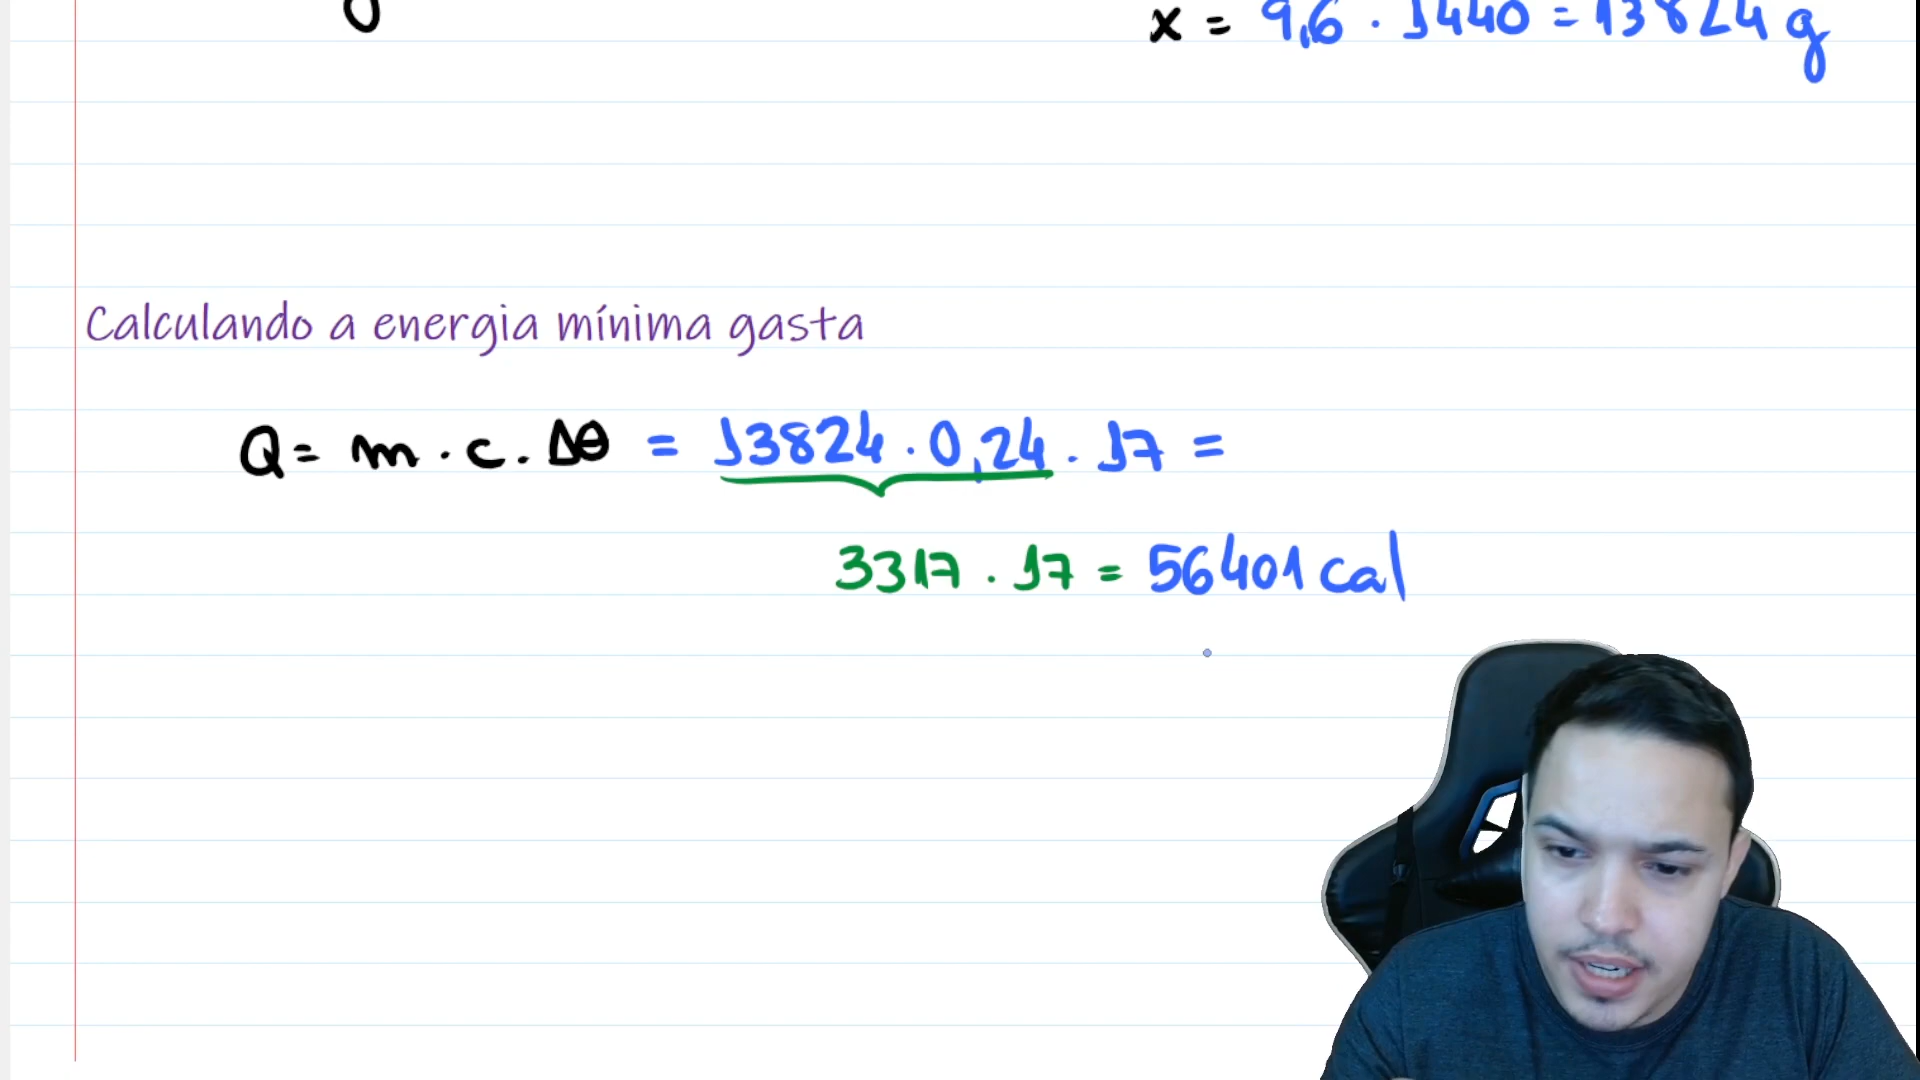 x = 9,6 · 1440 = 13824 g
Calculando a energia mínima gasta
Q = m · c · Δθ = 13824 · 0,24 · 17 =
3317 · 17 = 56401 cal